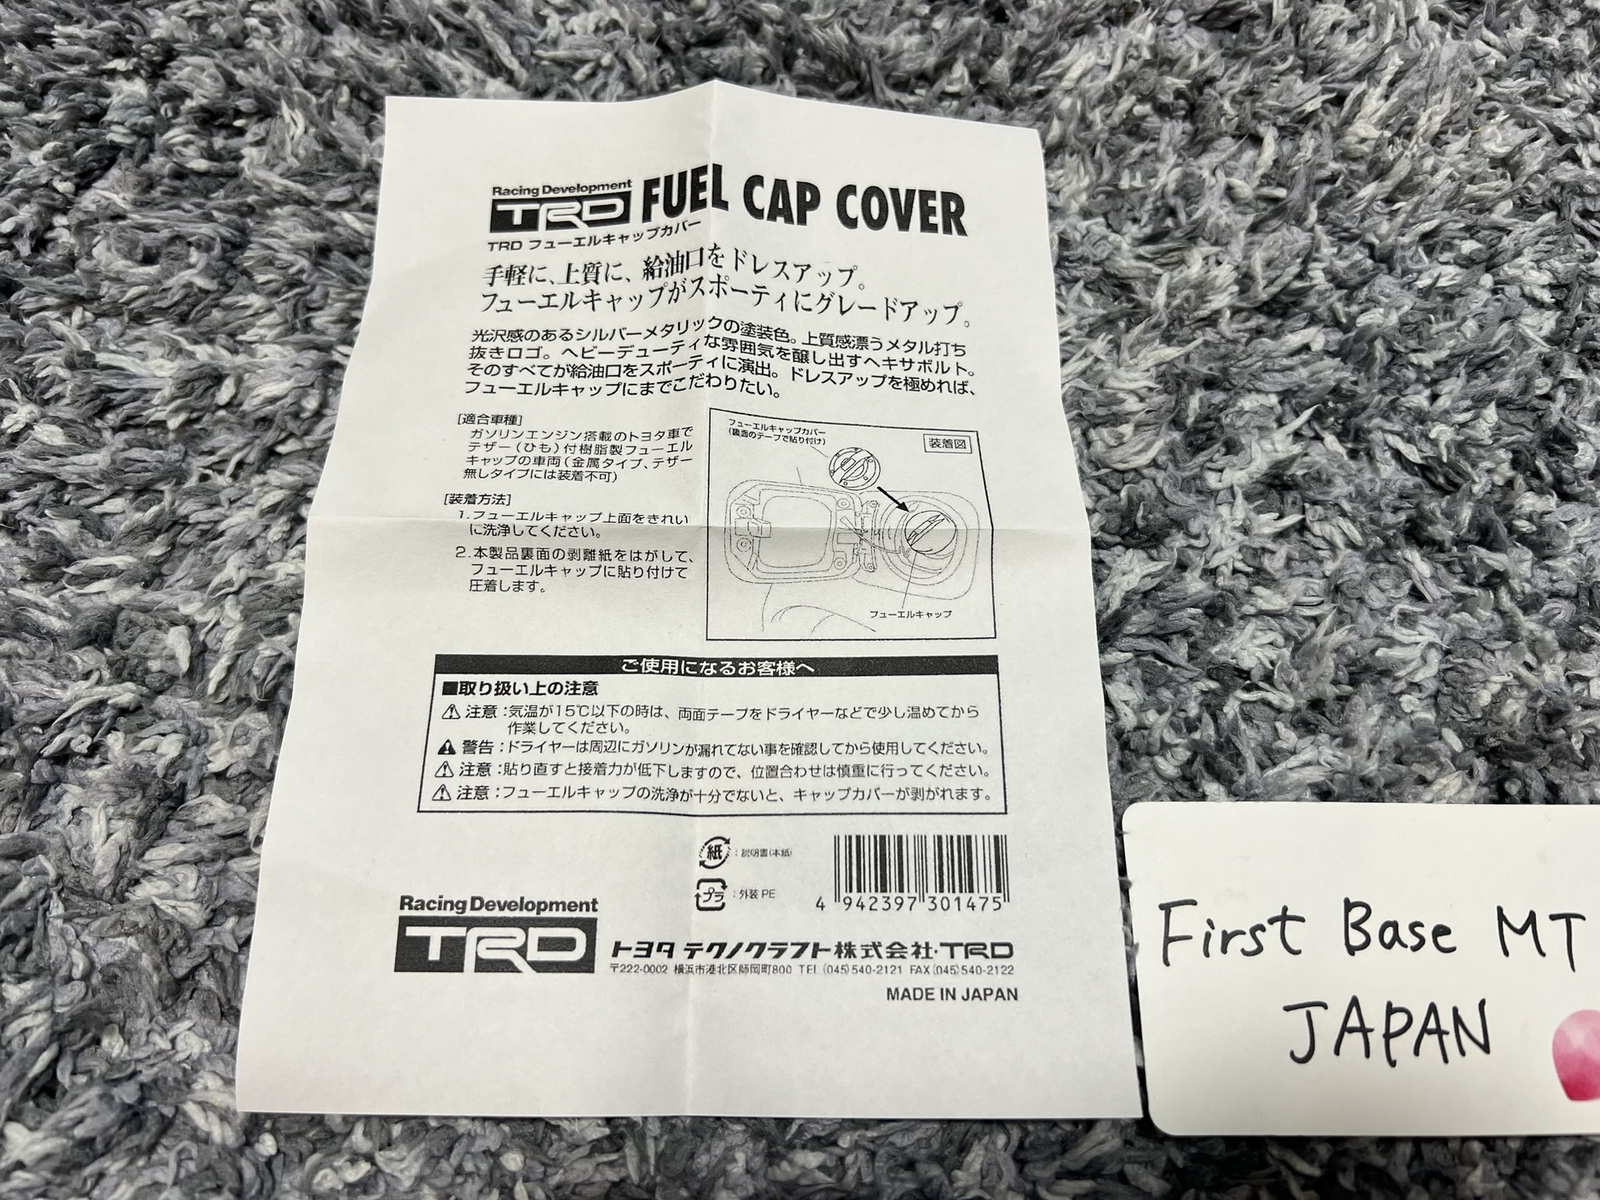 Racing Development
TRD FUEL CAP COVER
TRD フューエルキャップカバー
手軽に、上質に、給油口をドレスアップ。
フューエルキャップがスポーティにグレードアップ。
光沢感のあるシルバーメタリックの塗装色。上質感漂うメタル打ち
抜きロゴ。ヘビーデューティな雰囲気を醸し出すヘキサボルト。
そのすべてが給油口をスポーティに演出。ドレスアップを極めれば、
フューエルキャップにまでこだわりたい。
[適合車種]
ガソリンエンジン搭載のトヨタ車で
テザー(ひも)付樹脂製フューエル
キャップの車両(金属タイプ、テザー
無しタイプには装着不可)
[装着方法]
1.フューエルキャップ上面をきれい
に洗浄してください。
2.本製品裏面の剥離紙をはがして、
フューエルキャップに貼り付けて
圧着します。
フューエルキャップカバー
(裏面のテープで貼り付け)
装着図
フューエルキャップ
ご使用になるお客様へ
■取り扱い上の注意
⚠ 注意:気温が15℃以下の時は、両面テープをドライヤーなどで少し温めてから
作業してください。
⚠ 警告:ドライヤーは周辺にガソリンが漏れてない事を確認してから使用してください。
⚠ 注意:貼り直すと接着力が低下しますので、位置合わせは慎重に行ってください。
⚠ 注意:フューエルキャップの洗浄が十分でないと、キャップカバーが剥がれます。
紙:説明書(本紙)
プラ:外装 PE
4 942397 301475
Racing Development
TRD トヨタ テクノクラフト株式会社・TRD
〒222-0002 横浜市港北区師岡町800 TEL (045)540-2121 FAX (045)540-2122
MADE IN JAPAN
First Base MT
JAPAN